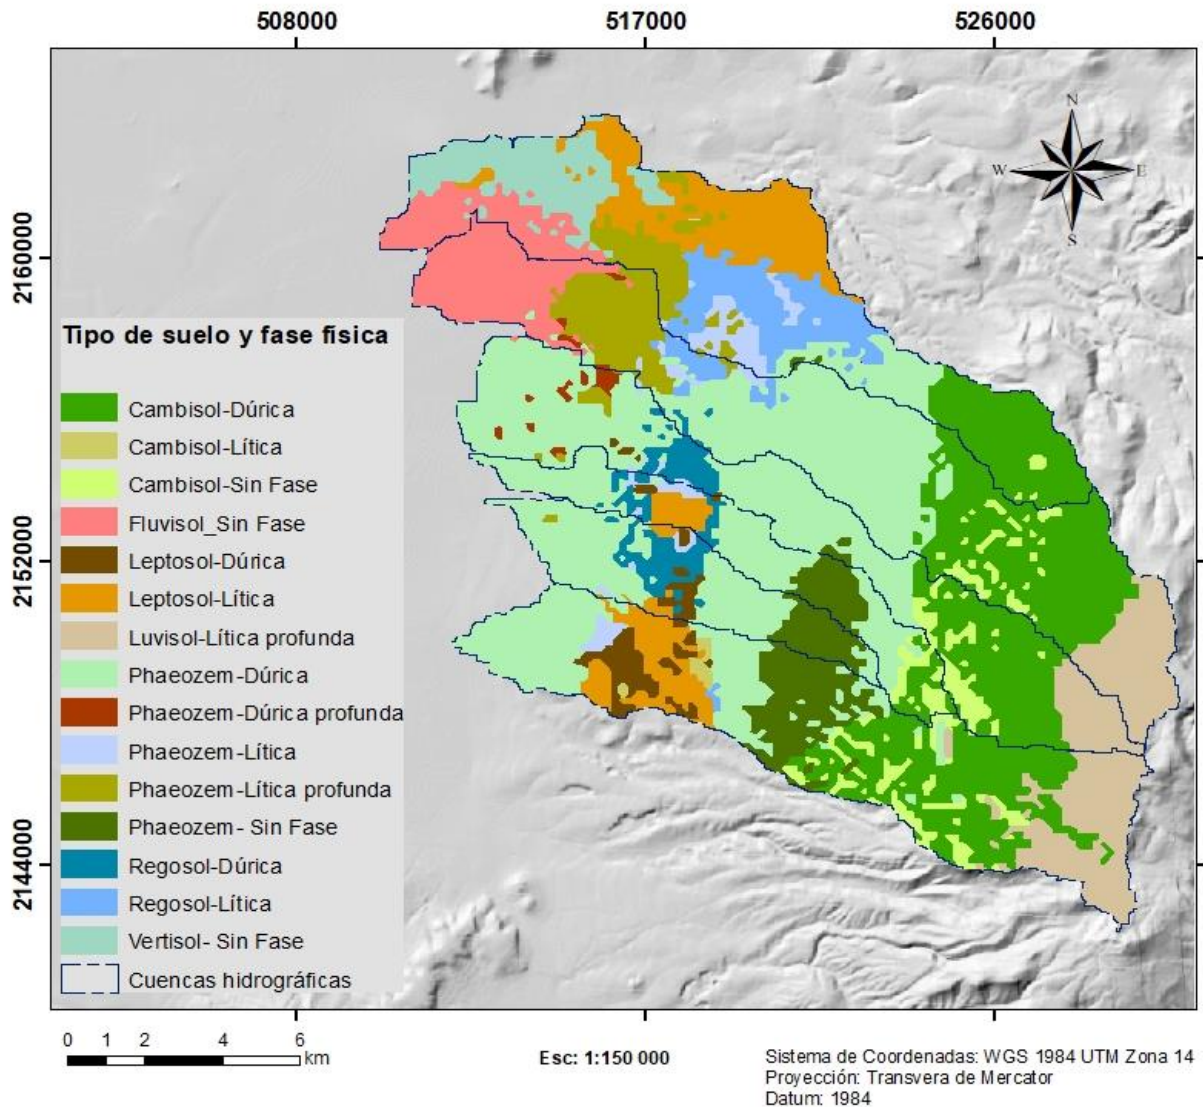 508000
517000
526000
N
W
E
S
2160000
2152000
2144000
Tipo de suelo y fase física
Cambisol-Dúrica
Cambisol-Lítica
Cambisol-Sin Fase
Fluvisol_Sin Fase
Leptosol-Dúrica
Leptosol-Lítica
Luvisol-Lítica profunda
Phaeozem-Dúrica
Phaeozem-Dúrica profunda
Phaeozem-Lítica
Phaeozem-Lítica profunda
Phaeozem- Sin Fase
Regosol-Dúrica
Regosol-Lítica
Vertisol- Sin Fase
Cuencas hidrográficas
0 1 2 4 6
km
Esc: 1:150 000
Sistema de Coordenadas: WGS 1984 UTM Zona 14
Proyección: Transvera de Mercator
Datum: 1984